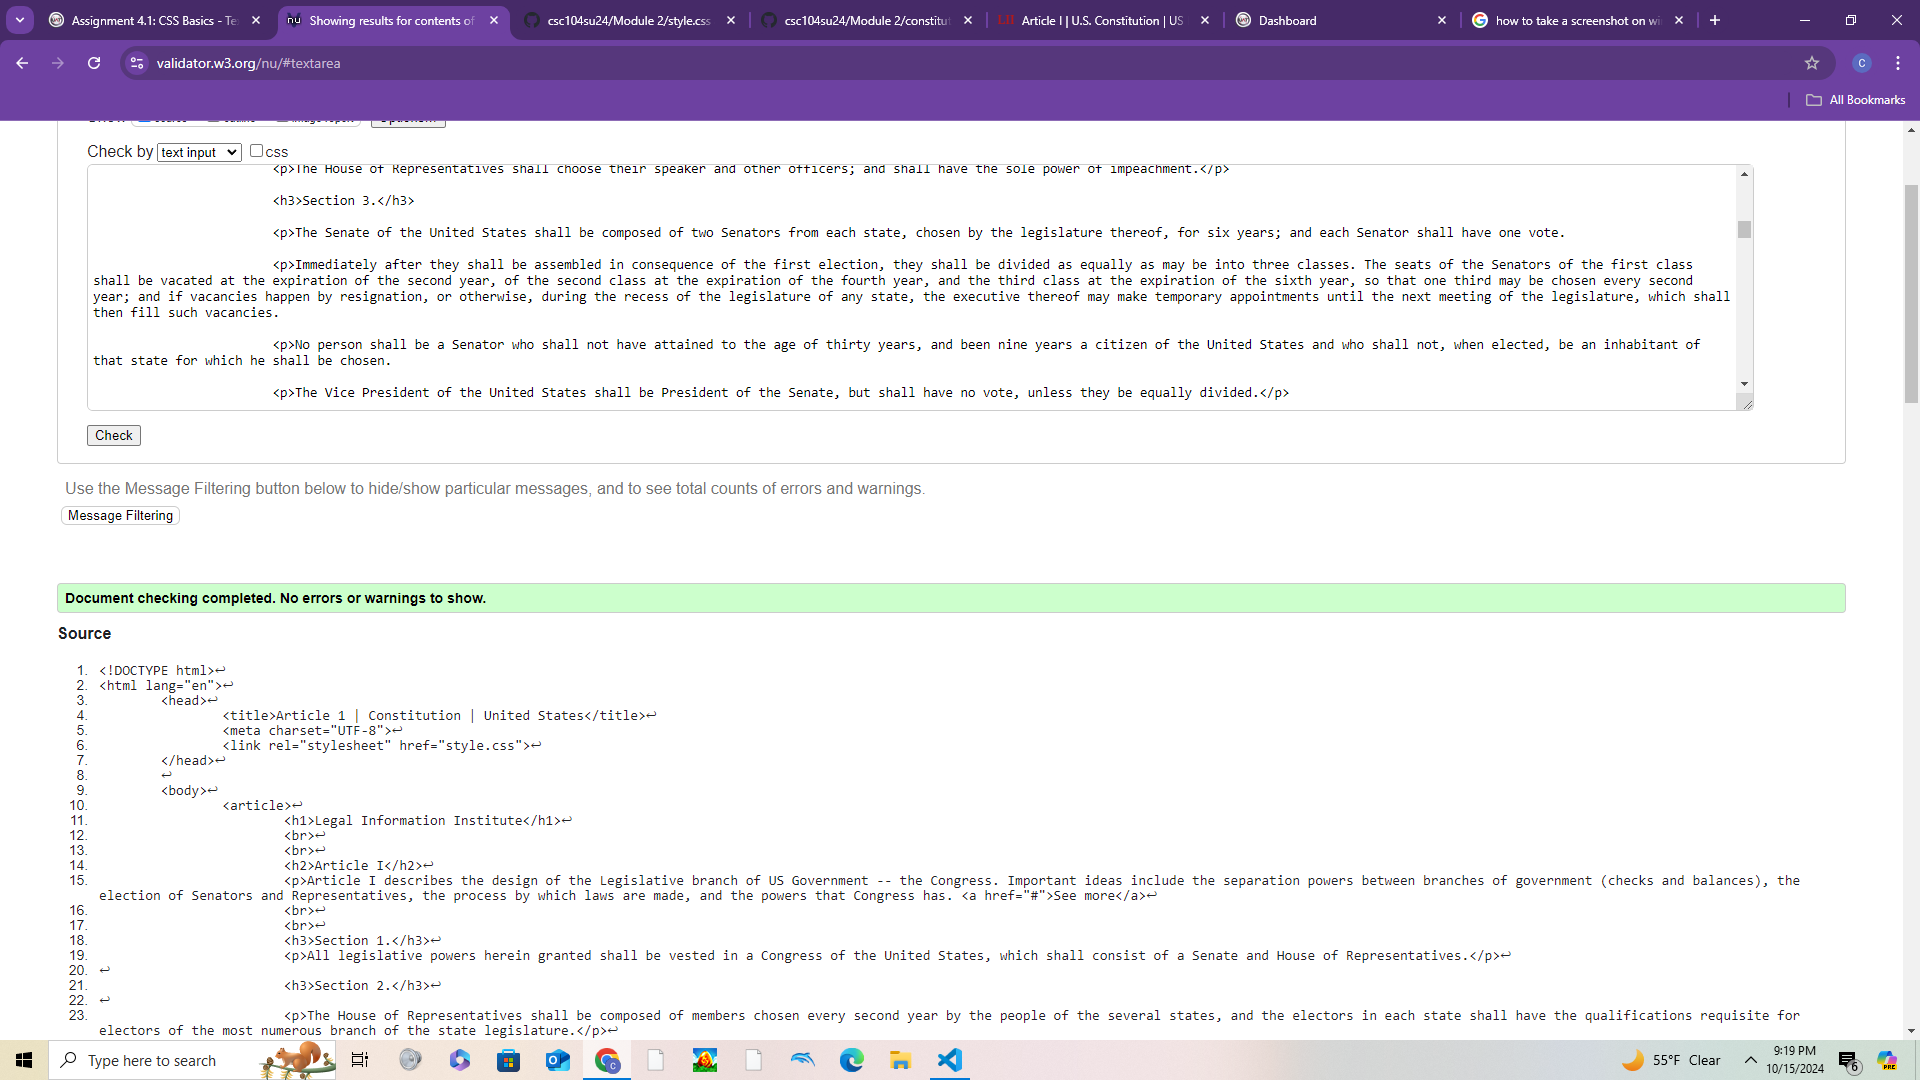 Assignment 4.1: CSS Basics - Te
Showing results for contents of
csc104su24/Module 2/style.css
csc104su24/Module 2/constitut
LII Article I | U.S. Constitution | US
Dashboard
how to take a screenshot on wi
validator.w3.org/nu/#textarea
C
All Bookmarks
Check by text input css
<p>The House of Representatives shall choose their speaker and other officers; and shall have the sole power of impeachment.</p>
<h3>Section 3.</h3>
<p>The Senate of the United States shall be composed of two Senators from each state, chosen by the legislature thereof, for six years; and each Senator shall have one vote.
<p>Immediately after they shall be assembled in consequence of the first election, they shall be divided as equally as may be into three classes. The seats of the Senators of the first class
shall be vacated at the expiration of the second year, of the second class at the expiration of the fourth year, and the third class at the expiration of the sixth year, so that one third may be chosen every second
year; and if vacancies happen by resignation, or otherwise, during the recess of the legislature of any state, the executive thereof may make temporary appointments until the next meeting of the legislature, which shall
then fill such vacancies.
<p>No person shall be a Senator who shall not have attained to the age of thirty years, and been nine years a citizen of the United States and who shall not, when elected, be an inhabitant of
that state for which he shall be chosen.
<p>The Vice President of the United States shall be President of the Senate, but shall have no vote, unless they be equally divided.</p>
Check
Use the Message Filtering button below to hide/show particular messages, and to see total counts of errors and warnings.
Message Filtering
Document checking completed. No errors or warnings to show.
Source
1. <!DOCTYPE html>↩
2. <html lang="en">↩
3. <head>↩
4. <title>Article 1 | Constitution | United States</title>↩
5. <meta charset="UTF-8">↩
6. <link rel="stylesheet" href="style.css">↩
7. </head>↩
8. ↩
9. <body>↩
10. <article>↩
11. <h1>Legal Information Institute</h1>↩
12. <br>↩
13. <br>↩
14. <h2>Article I</h2>↩
15. <p>Article I describes the design of the Legislative branch of US Government -- the Congress. Important ideas include the separation powers between branches of government (checks and balances), the
election of Senators and Representatives, the process by which laws are made, and the powers that Congress has. <a href="#">See more</a>↩
16. <br>↩
17. <br>↩
18. <h3>Section 1.</h3>↩
19. <p>All legislative powers herein granted shall be vested in a Congress of the United States, which shall consist of a Senate and House of Representatives.</p>↩
20. ↩
21. <h3>Section 2.</h3>↩
22. ↩
23. <p>The House of Representatives shall be composed of members chosen every second year by the people of the several states, and the electors in each state shall have the qualifications requisite for
electors of the most numerous branch of the state legislature.</p>↩
Type here to search
55°F Clear
9:19 PM
10/15/2024
6
PRE